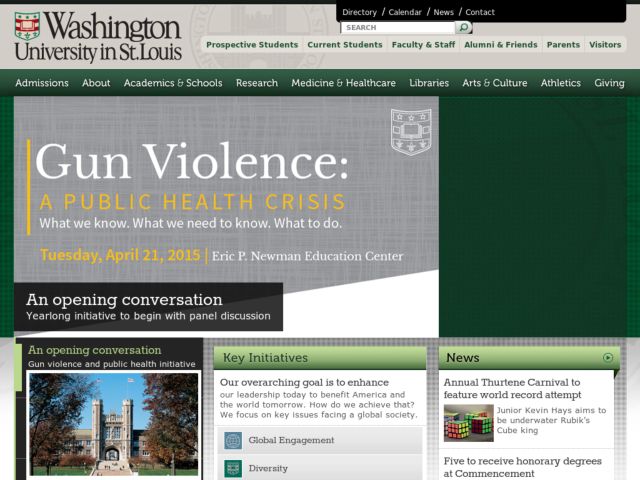 Washington
University in St. Louis
Directory / Calendar / News / Contact
SEARCH
Prospective Students Current Students Faculty & Staff Alumni & Friends Parents Visitors
Admissions About Academics & Schools Research Medicine & Healthcare Libraries Arts & Culture Athletics Giving
Gun Violence:
A PUBLIC HEALTH CRISIS
What we know. What we need to know. What to do.
Tuesday, April 21, 2015 | Eric P. Newman Education Center
An opening conversation
Yearlong initiative to begin with panel discussion
An opening conversation
Gun violence and public health initiative
Key Initiatives
Our overarching goal is to enhance
our leadership today to benefit America and
the world tomorrow. How do we achieve that?
We focus on key issues facing a global society.
Global Engagement
Diversity
News
Annual Thurtene Carnival to
feature world record attempt
Junior Kevin Hays aims to
be underwater Rubik's
Cube king
Five to receive honorary degrees
at Commencement